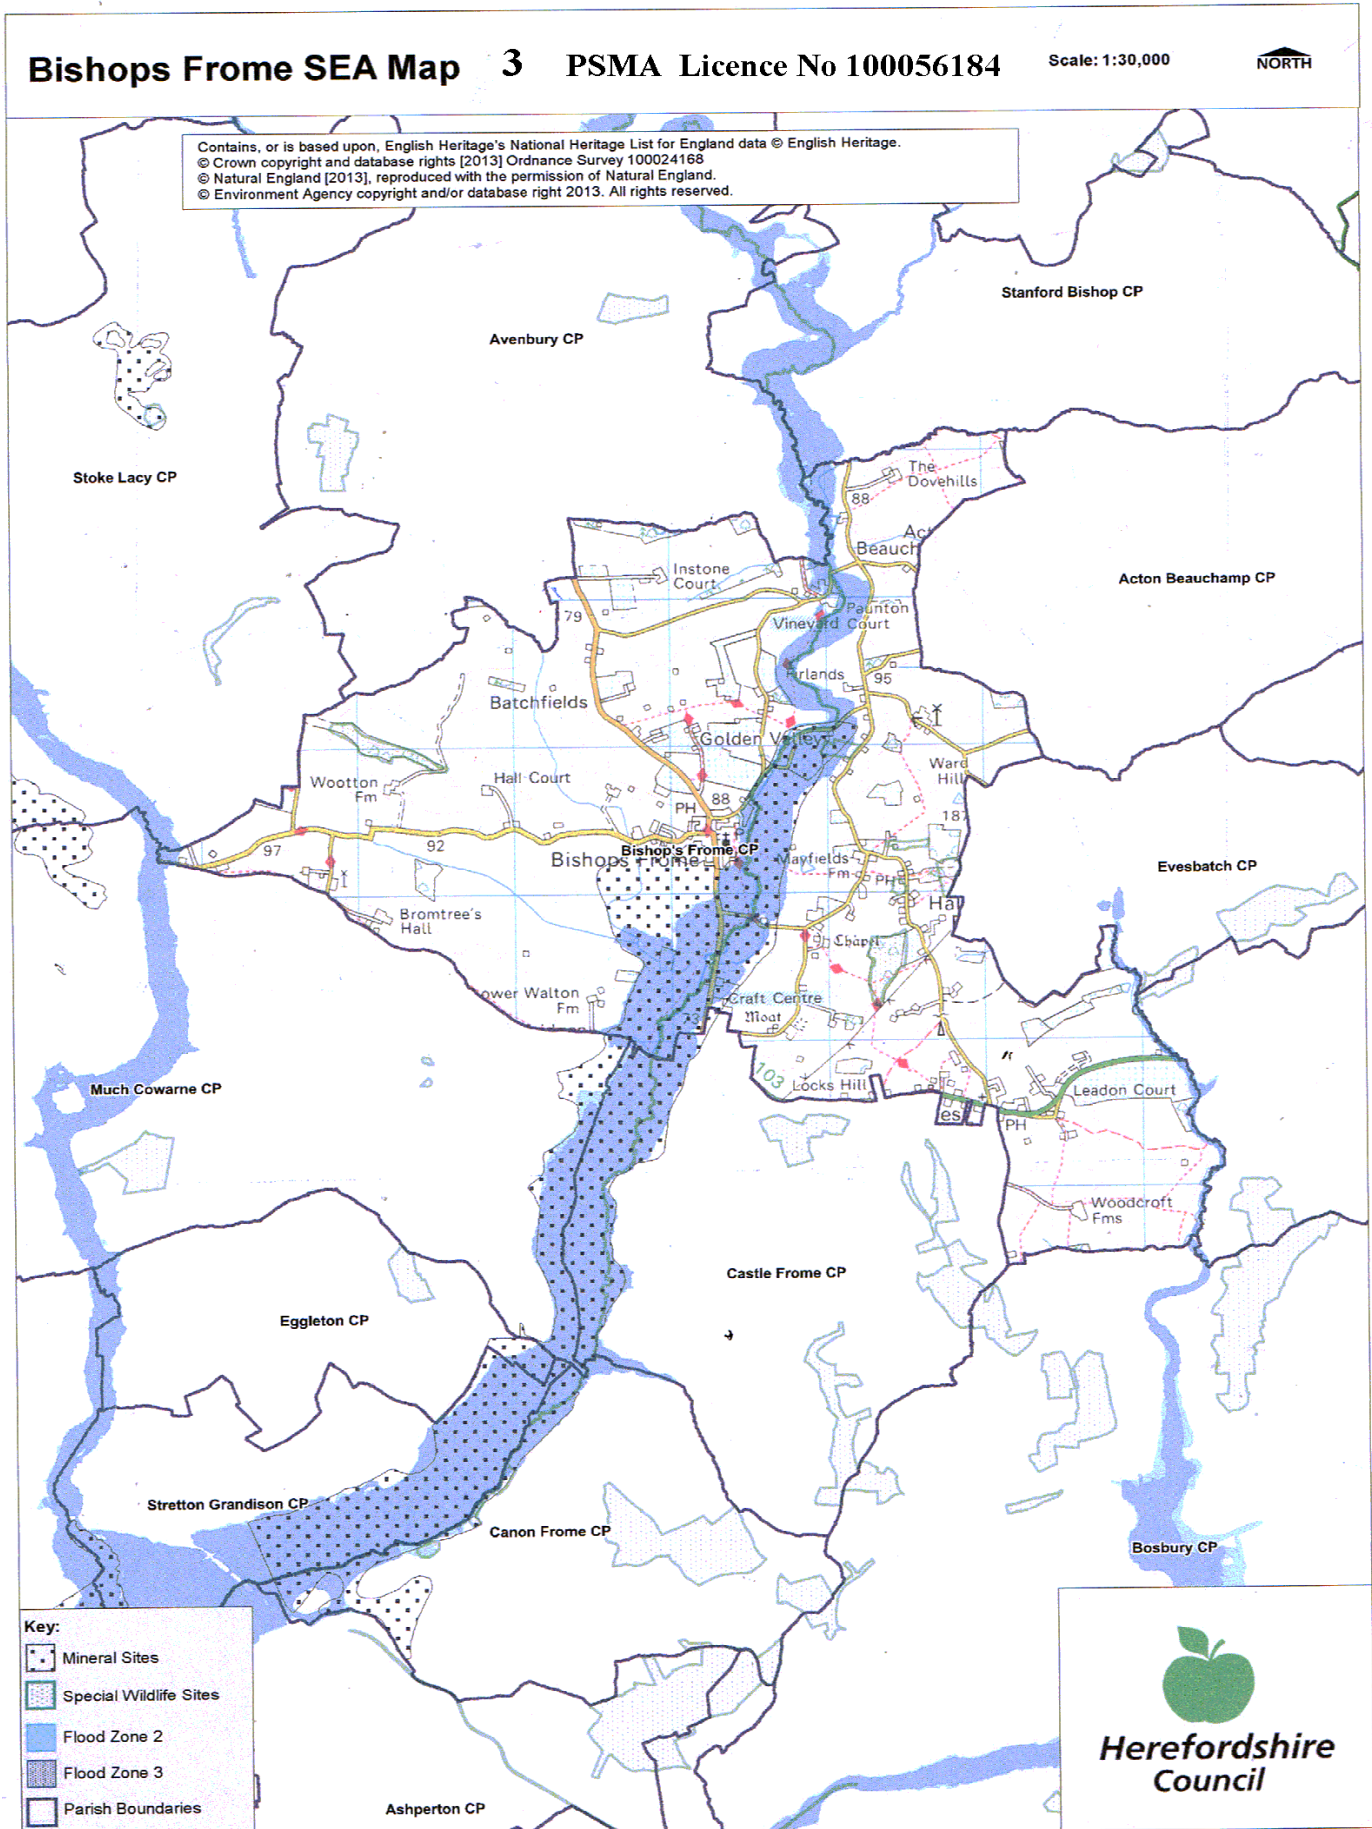 Bishops Frome SEA Map 3 PSMA Licence No 100056184 Scale: 1:30,000 NORTH
Contains, or is based upon, English Heritage's National Heritage List for England data © English Heritage.
© Crown copyright and database rights [2013] Ordnance Survey 100024168
© Natural England [2013], reproduced with the permission of Natural England.
© Environment Agency copyright and/or database right 2013. All rights reserved.
Stanford Bishop CP
Avenbury CP
Stoke Lacy CP
The
Dovehills
88
Act
Beauch
Instone
Court
Acton Beauchamp CP
79
Paunton
Vineyard Court
Batchfields
95
Golden Valley
Wootton
Fm
Hall Court
Ward
Hill
88
PH
187
97
92
Bishop's Frome CP
Bishops Frome
Mayfields
Fm
PH
Evesbatch CP
Ha
Bromtree's
Hall
Chapel
ower Walton
Fm
Craft Centre
Moat
73
103
Locks Hill
Leadon Court
Much Cowarne CP
es
PH
Woodcroft
Fms
Castle Frome CP
Eggleton CP
Stretton Grandison CP
Canon Frome CP
Bosbury CP
Key:
Mineral Sites
Special Wildlife Sites
Flood Zone 2
Flood Zone 3
Parish Boundaries
Ashperton CP
Herefordshire
Council